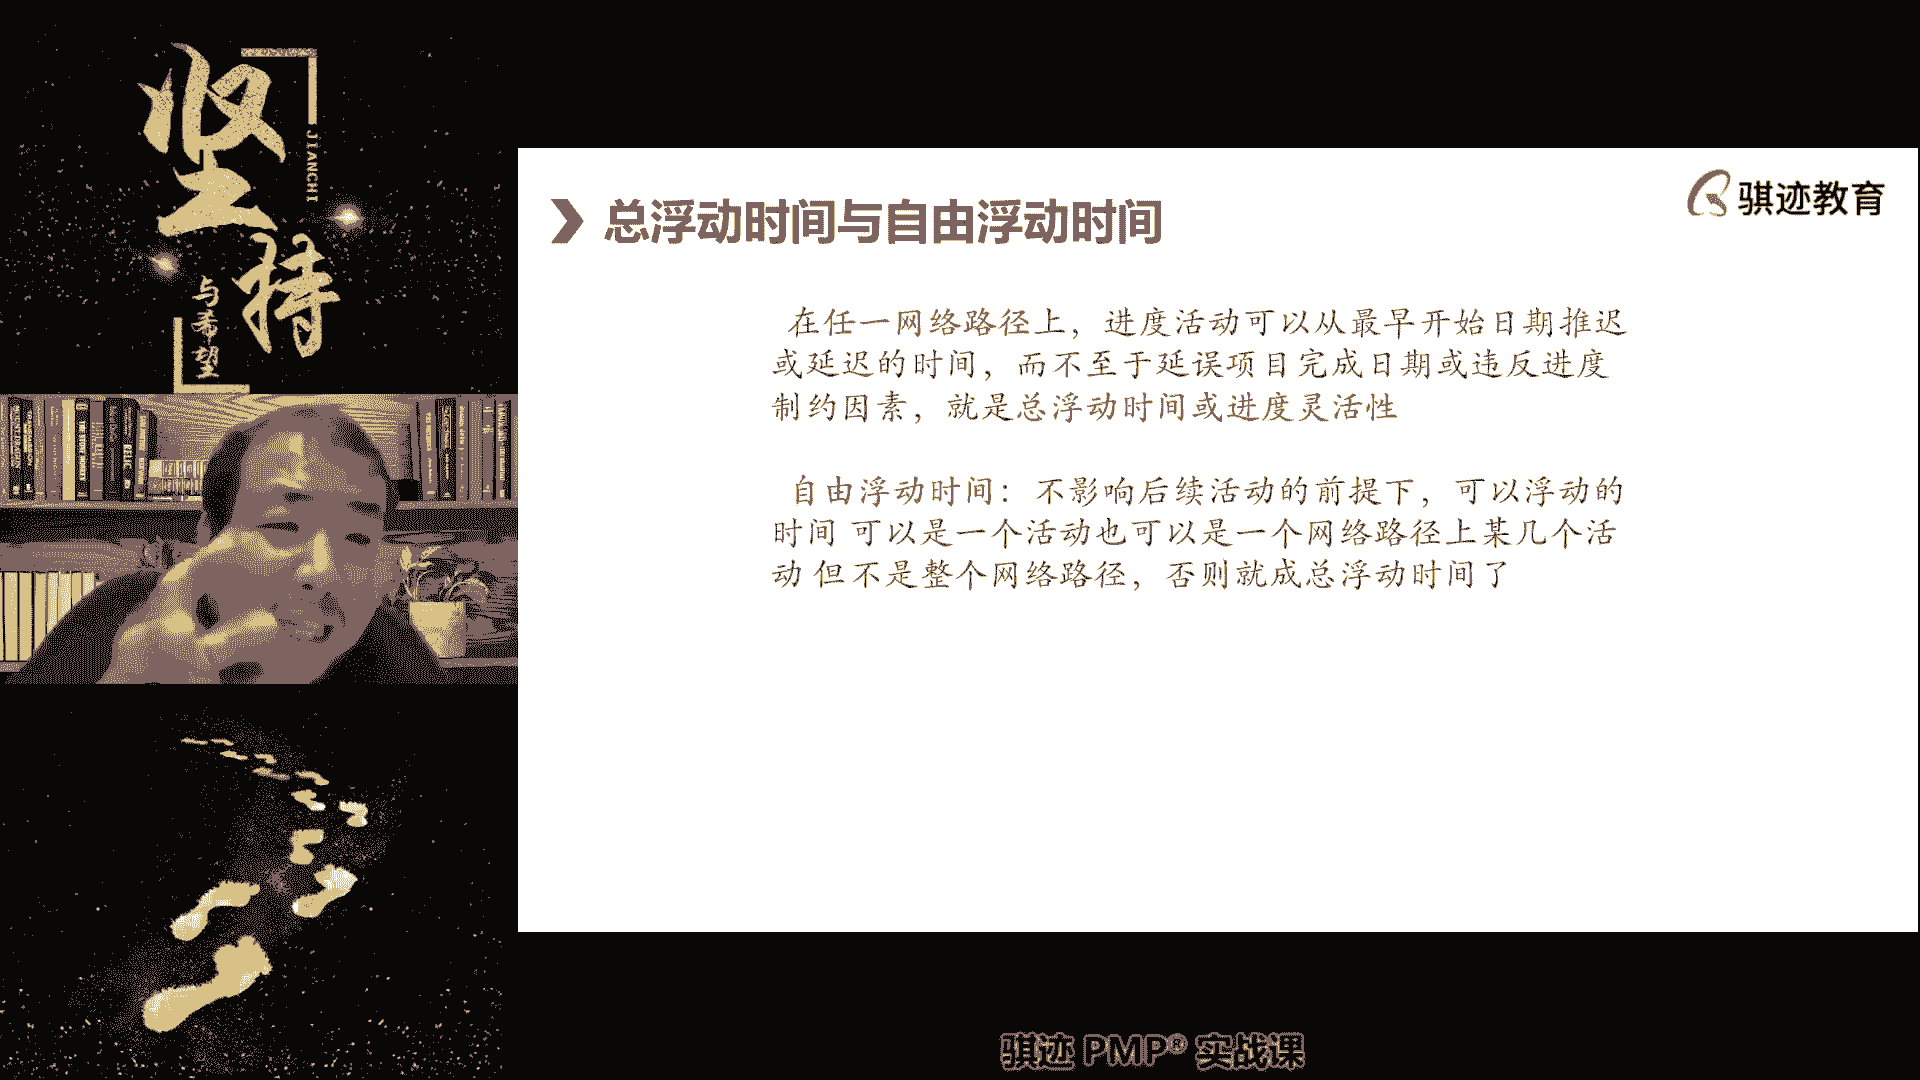 坚持
JIANCHI
与希望
骐迹教育
总浮动时间与自由浮动时间
在任一网络路径上，进度活动可以从最早开始日期推迟
或延迟的时间，而不至于延误项目完成日期或违反进度
制约因素，就是总浮动时间或进度灵活性
自由浮动时间： 不影响后续活动的前提下，可以浮动的
时间 可以是一个活动也可以是一个网络路径上某几个活
动 但不是整个网络路径，否则就成总浮动时间了
骐迹 PMP® 实战课